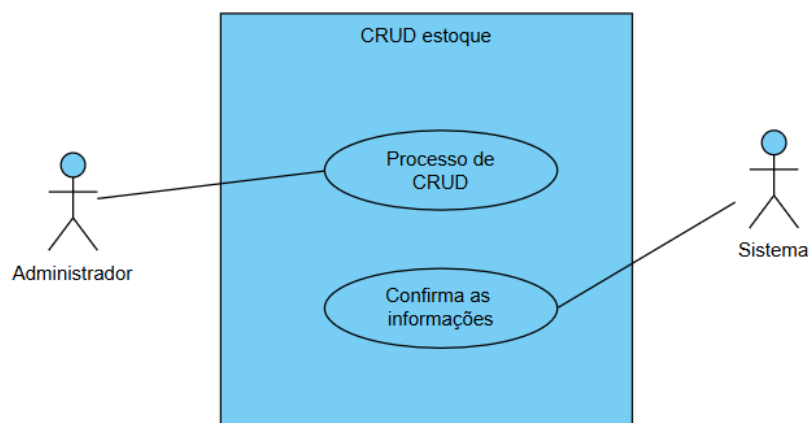 CRUD estoque
Processo de
CRUD
Administrador
Sistema
Confirma as
informações